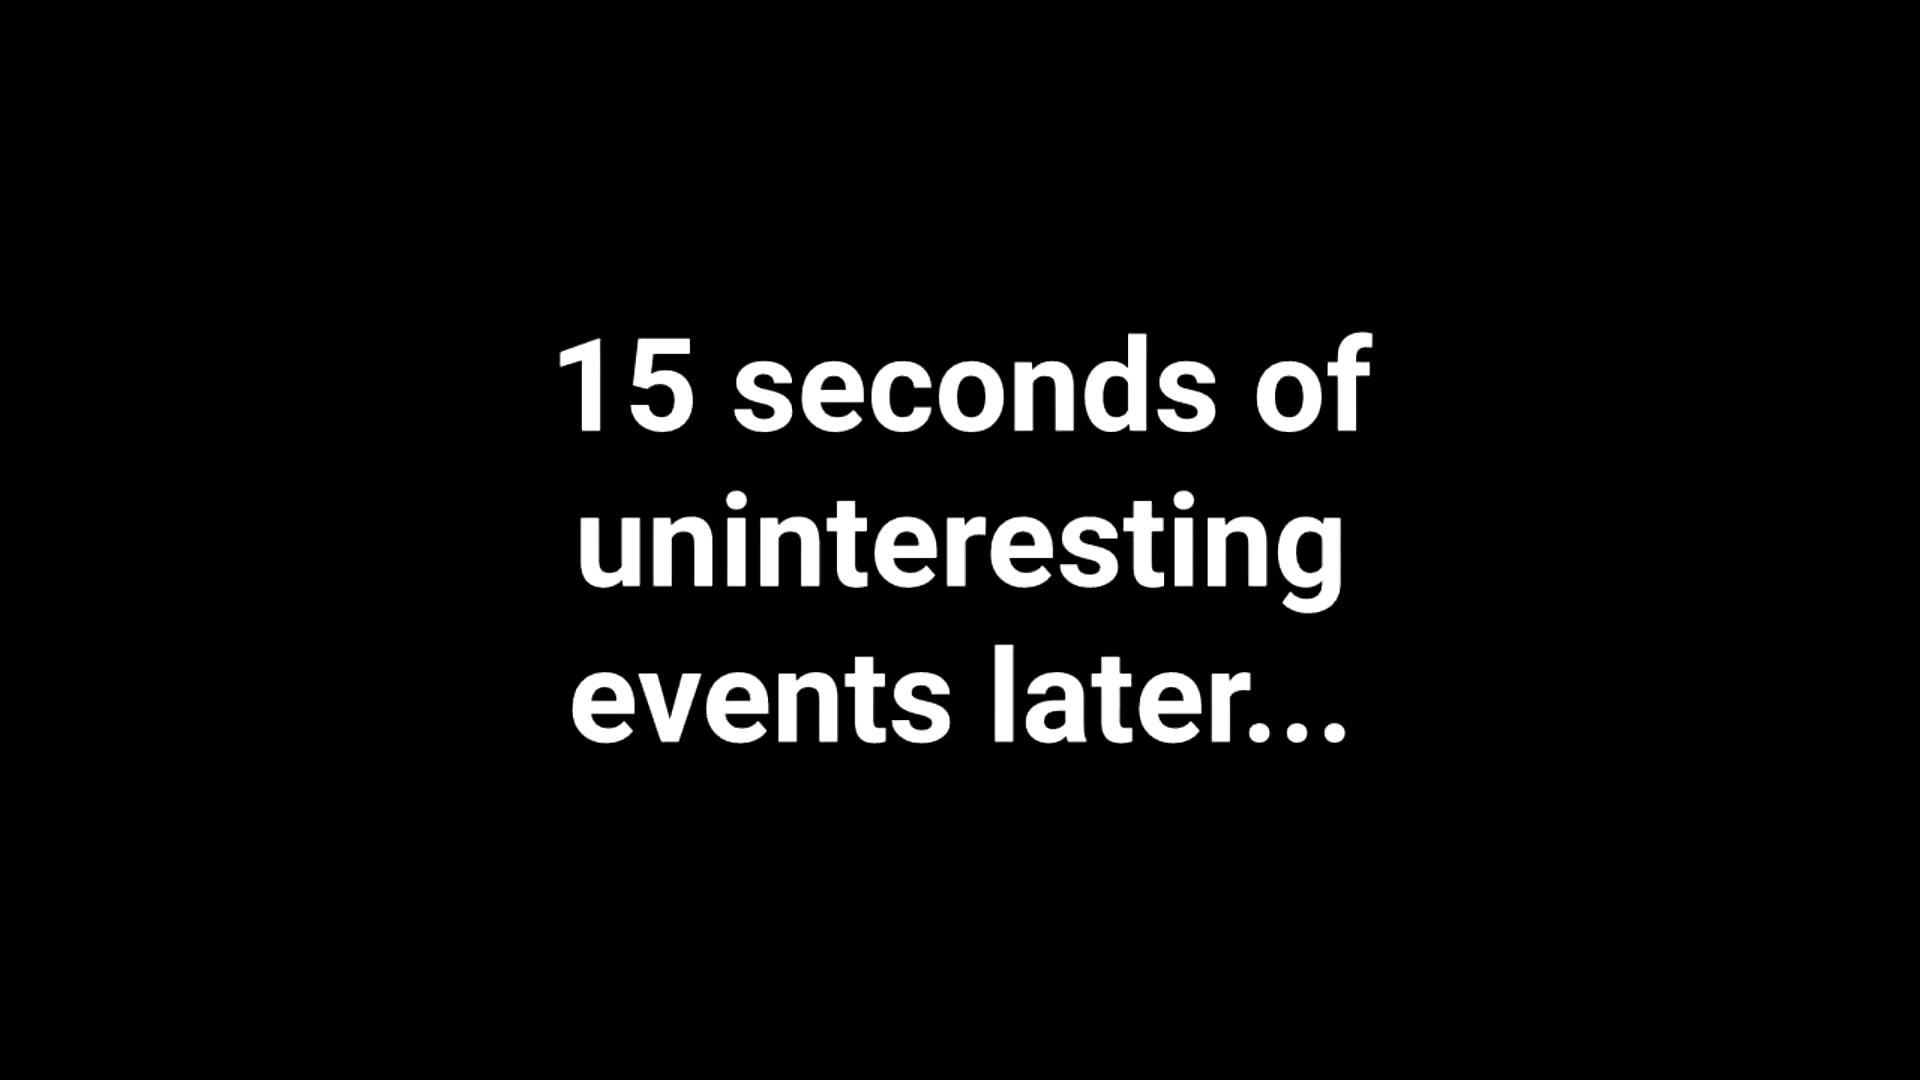 15 seconds of
uninteresting
events later...